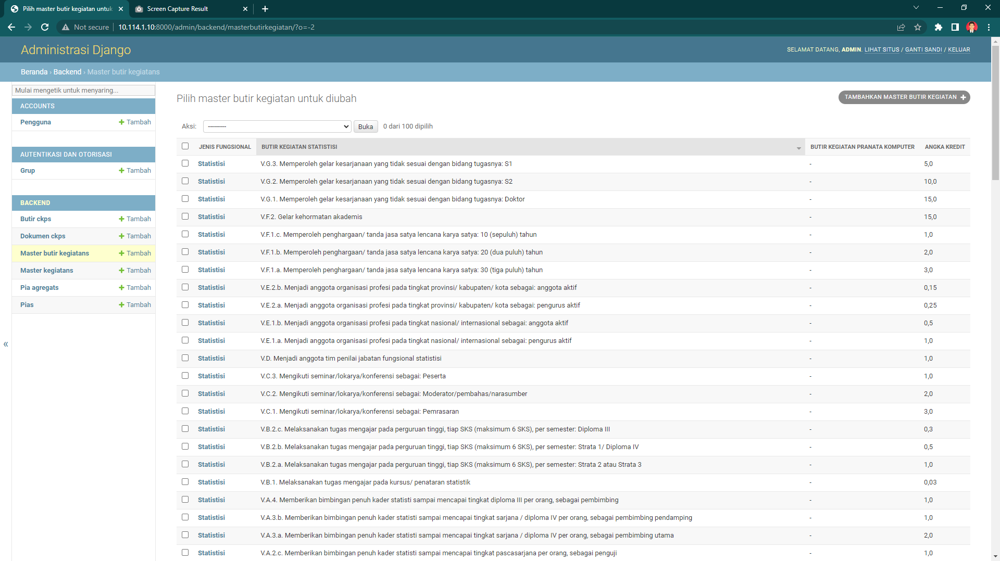 Pilih master butir kegiatan untuk
Screen Capture Result
Not secure
10.114.1.10:8000/admin/backend/masterbutirkegiatan/?o=-2
Administrasi Django
SELAMAT DATANG, ADMIN. LIHAT SITUS / GANTI SANDI / KELUAR
Beranda › Backend › Master butir kegiatans
Mulai mengetik untuk menyaring...
ACCOUNTS
Pengguna Tambah
AUTENTIKASI DAN OTORISASI
Grup Tambah
BACKEND
Butir ckps Tambah
Dokumen ckps Tambah
Master butir kegiatans Tambah
Master kegiatans Tambah
Pia agregats Tambah
Pias Tambah
«
Pilih master butir kegiatan untuk diubah
TAMBAHKAN MASTER BUTIR KEGIATAN
Aksi: --------- Buka 0 dari 100 dipilih
JENIS FUNGSIONAL BUTIR KEGIATAN STATISTISI BUTIR KEGIATAN PRANATA KOMPUTER ANGKA KREDIT
Statistisi V.G.3. Memperoleh gelar kesarjanaan yang tidak sesuai dengan bidang tugasnya: S1 - 5,0
Statistisi V.G.2. Memperoleh gelar kesarjanaan yang tidak sesuai dengan bidang tugasnya: S2 - 10,0
Statistisi V.G.1. Memperoleh gelar kesarjanaan yang tidak sesuai dengan bidang tugasnya: Doktor - 15,0
Statistisi V.F.2. Gelar kehormatan akademis - 15,0
Statistisi V.F.1.c. Memperoleh penghargaan/ tanda jasa satya lencana karya satya: 10 (sepuluh) tahun - 1,0
Statistisi V.F.1.b. Memperoleh penghargaan/ tanda jasa satya lencana karya satya: 20 (dua puluh) tahun - 2,0
Statistisi V.F.1.a. Memperoleh penghargaan/ tanda jasa satya lencana karya satya: 30 (tiga puluh) tahun - 3,0
Statistisi V.E.2.b. Menjadi anggota organisasi profesi pada tingkat provinsi/ kabupaten/ kota sebagai: anggota aktif - 0,15
Statistisi V.E.2.a. Menjadi anggota organisasi profesi pada tingkat provinsi/ kabupaten/ kota sebagai: pengurus aktif - 0,25
Statistisi V.E.1.b. Menjadi anggota organisasi profesi pada tingkat nasional/ internasional sebagai: anggota aktif - 0,5
Statistisi V.E.1.a. Menjadi anggota organisasi profesi pada tingkat nasional/ internasional sebagai: pengurus aktif - 1,0
Statistisi V.D. Menjadi anggota tim penilai jabatan fungsional statistisi - 1,0
Statistisi V.C.3. Mengikuti seminar/lokarya/konferensi sebagai: Peserta - 1,0
Statistisi V.C.2. Mengikuti seminar/lokarya/konferensi sebagai: Moderator/pembahas/narasumber - 2,0
Statistisi V.C.1. Mengikuti seminar/lokarya/konferensi sebagai: Pemrasaran - 3,0
Statistisi V.B.2.c. Melaksanakan tugas mengajar pada perguruan tinggi, tiap SKS (maksimum 6 SKS), per semester: Diploma III - 0,3
Statistisi V.B.2.b. Melaksanakan tugas mengajar pada perguruan tinggi, tiap SKS (maksimum 6 SKS), per semester: Strata 1/ Diploma IV - 0,5
Statistisi V.B.2.a. Melaksanakan tugas mengajar pada perguruan tinggi, tiap SKS (maksimum 6 SKS), per semester: Strata 2 atau Strata 3 - 1,0
Statistisi V.B.1. Melaksanakan tugas mengajar pada kursus/ penataran statistik - 0,03
Statistisi V.A.4. Memberikan bimbingan penuh kader statisti sampai mencapai tingkat diploma III per orang, sebagai pembimbing - 1,0
Statistisi V.A.3.b. Memberikan bimbingan penuh kader statisti sampai mencapai tingkat sarjana / diploma IV per orang, sebagai pembimbing pendamping - 1,0
Statistisi V.A.3.a. Memberikan bimbingan penuh kader statisti sampai mencapai tingkat sarjana / diploma IV per orang, sebagai pembimbing utama - 2,0
Statistisi V.A.2.c. Memberikan bimbingan penuh kader statisti sampai mencapai tingkat pascasarjana per orang, sebagai penguji - 1,0